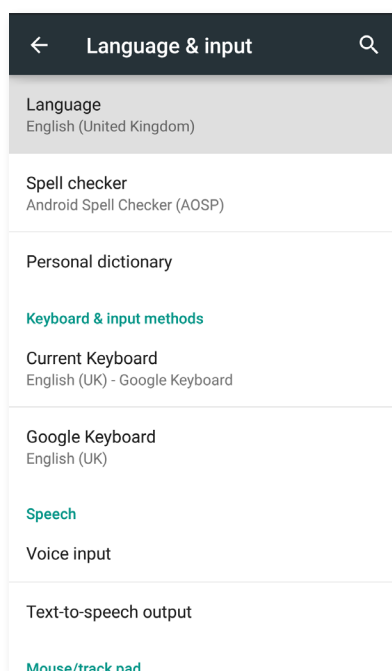 Language & input
Language
English (United Kingdom)
Spell checker
Android Spell Checker (AOSP)
Personal dictionary
Keyboard & input methods
Current Keyboard
English (UK) - Google Keyboard
Google Keyboard
English (UK)
Speech
Voice input
Text-to-speech output
Mouse/track pad